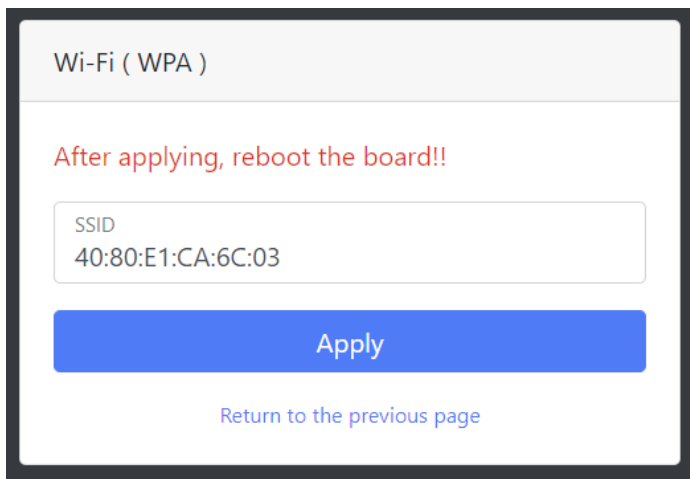 Wi-Fi ( WPA )
After applying, reboot the board!!
SSID
40:80:E1:CA:6C:03
Apply
Return to the previous page